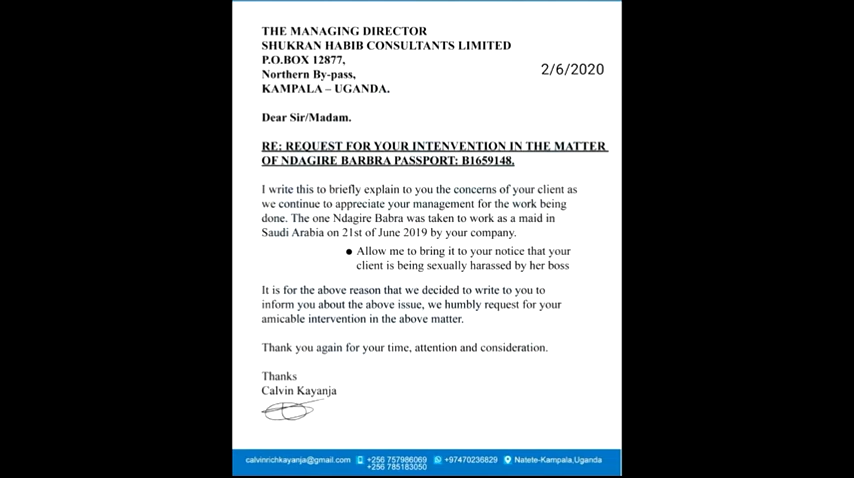 THE MANAGING DIRECTOR
SHUKRAN HABIB CONSULTANTS LIMITED
P.O.BOX 12877,
Northern By-pass,
2/6/2020
KAMPALA – UGANDA.
Dear Sir/Madam.
RE: REQUEST FOR YOUR INTENVENTION IN THE MATTER
OF NDAGIRE BARBRA PASSPORT: B1659148.
I write this to briefly explain to you the concerns of your client as
we continue to appreciate your management for the work being
done. The one Ndagire Babra was taken to work as a maid in
Saudi Arabia on 21st of June 2019 by your company.
● Allow me to bring it to your notice that your
client is being sexually harassed by her boss
It is for the above reason that we decided to write to you to
inform you about the above issue, we humbly request for your
amicable intervention in the above matter.
Thank you again for your time, attention and consideration.
Thanks
Calvin Kayanja
calvinrichkayanja@gmail.com +256 757986069 +97470236829 Natete-Kampala,Uganda
+256 785183050